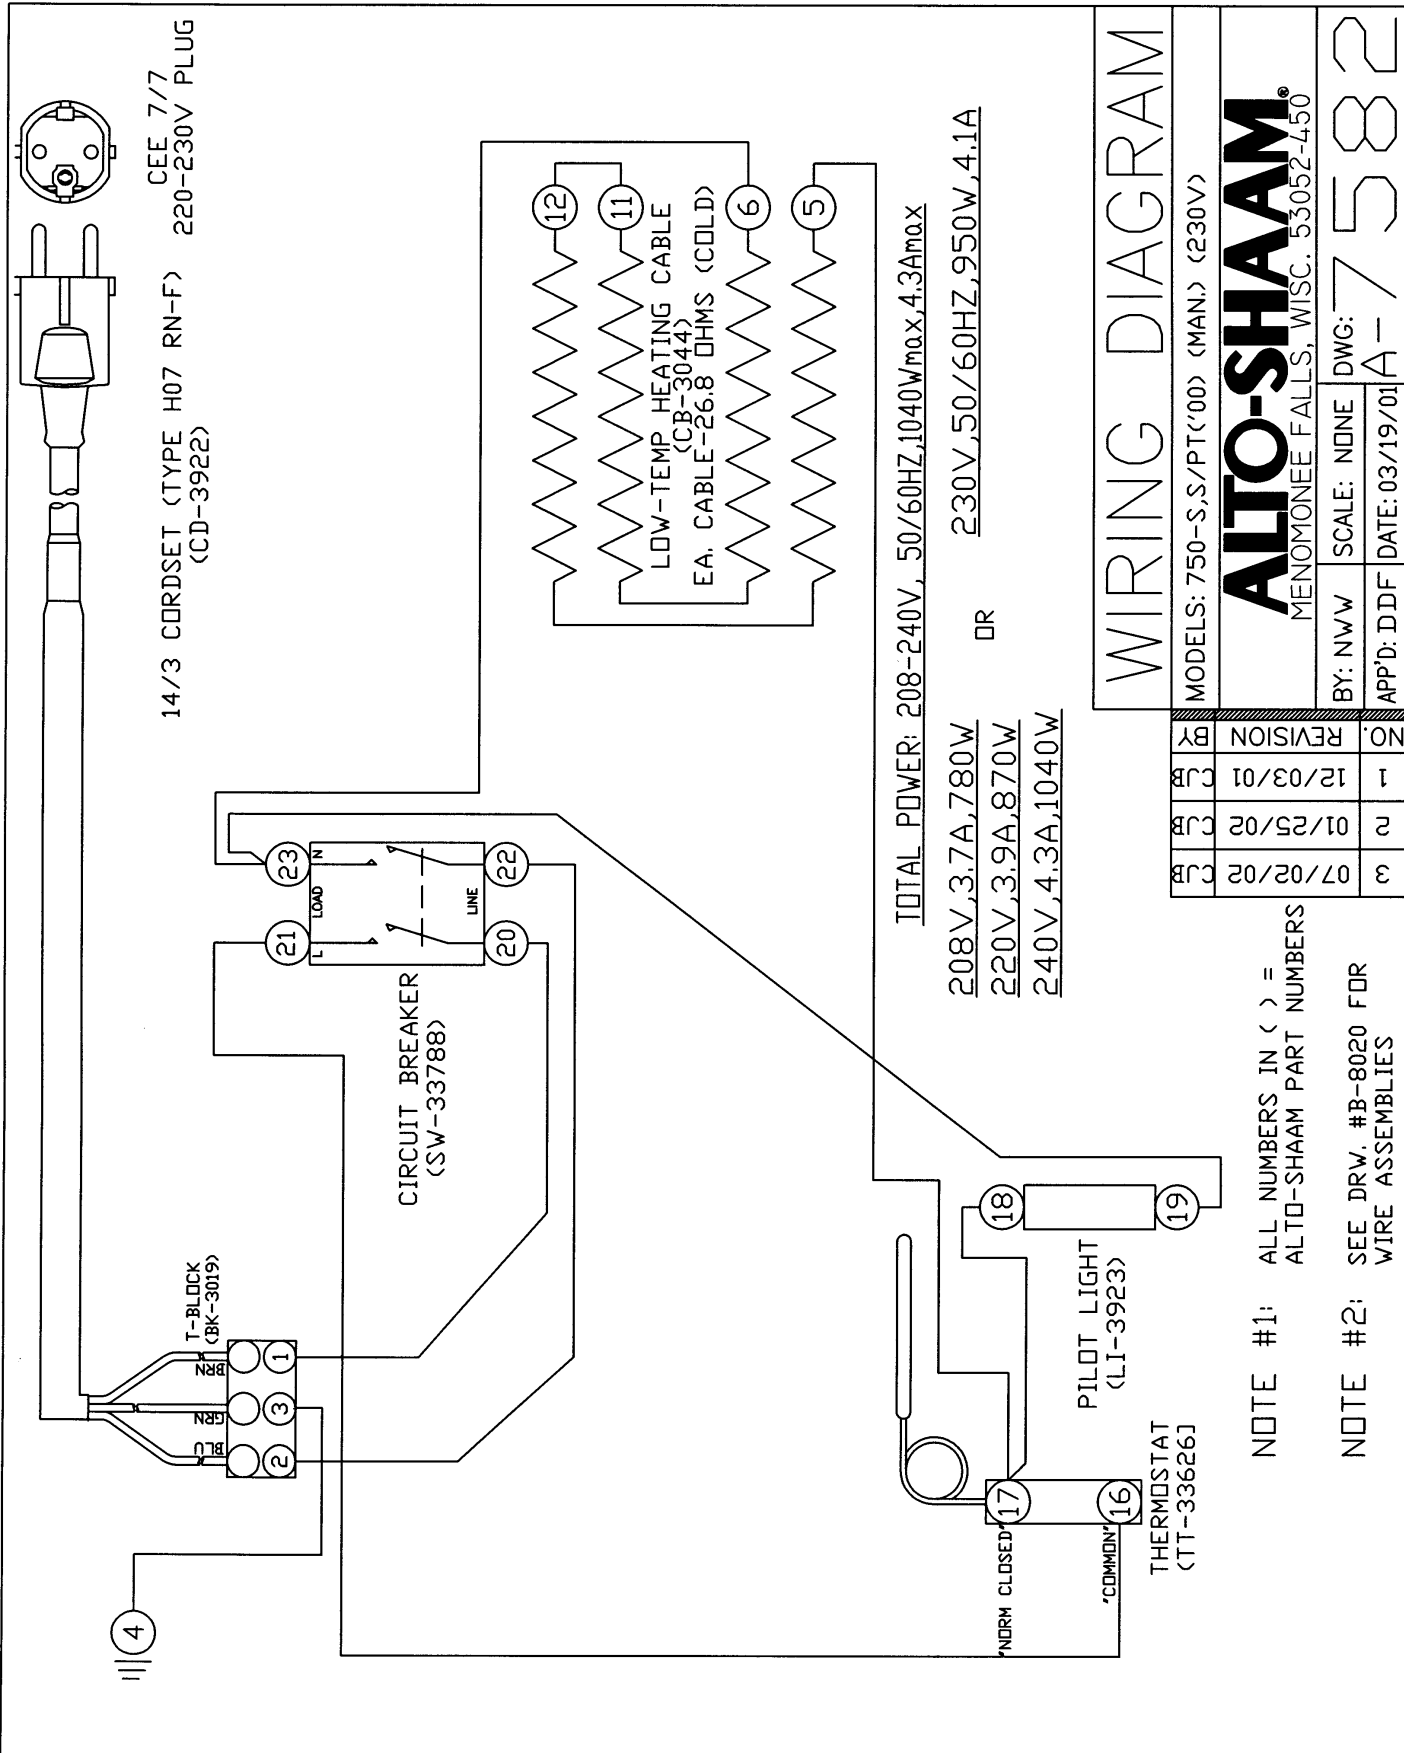 CEE 7/7
220-230V PLUG
14/3 CORDSET (TYPE H07 RN-F)
(CD-3922)
T-BLOCK
(BK-3019)
BRN
GRN
BLU
1
3
2
4
CIRCUIT BREAKER
(SW-33788)
21
23
L
LOAD
N
LINE
20
22
12
11
LOW-TEMP HEATING CABLE
(CB-3044)
EA. CABLE-26.8 OHMS (COLD)
6
5
TOTAL POWER: 208-240V, 50/60HZ,1040Wmax,4.3Amax
208V,3.7A,780W
220V,3.9A,870W
240V,4.3A,1040W
OR
230V,50/60HZ,950W,4.1A
"NORM CLOSED"
17
"COMMON"
16
THERMOSTAT
(TT-33626]
PILOT LIGHT
(LI-3923)
18
19
NOTE #1: ALL NUMBERS IN ( ) =
ALTO-SHAAM PART NUMBERS
NOTE #2: SEE DRW. #B-8020 FOR
WIRE ASSEMBLIES
NO. REVISION BY
1 12/03/01 CJB
2 01/25/02 CJB
3 07/02/02 CJB
WIRING DIAGRAM
MODELS: 750-S,S/PT('00) (MAN.) (230V)
ALTO-SHAAM®
MENOMONEE FALLS, WISC. 53052-450
BY: NWW SCALE: NONE DWG:
APP'D: DDF DATE: 03/19/01 A-7582